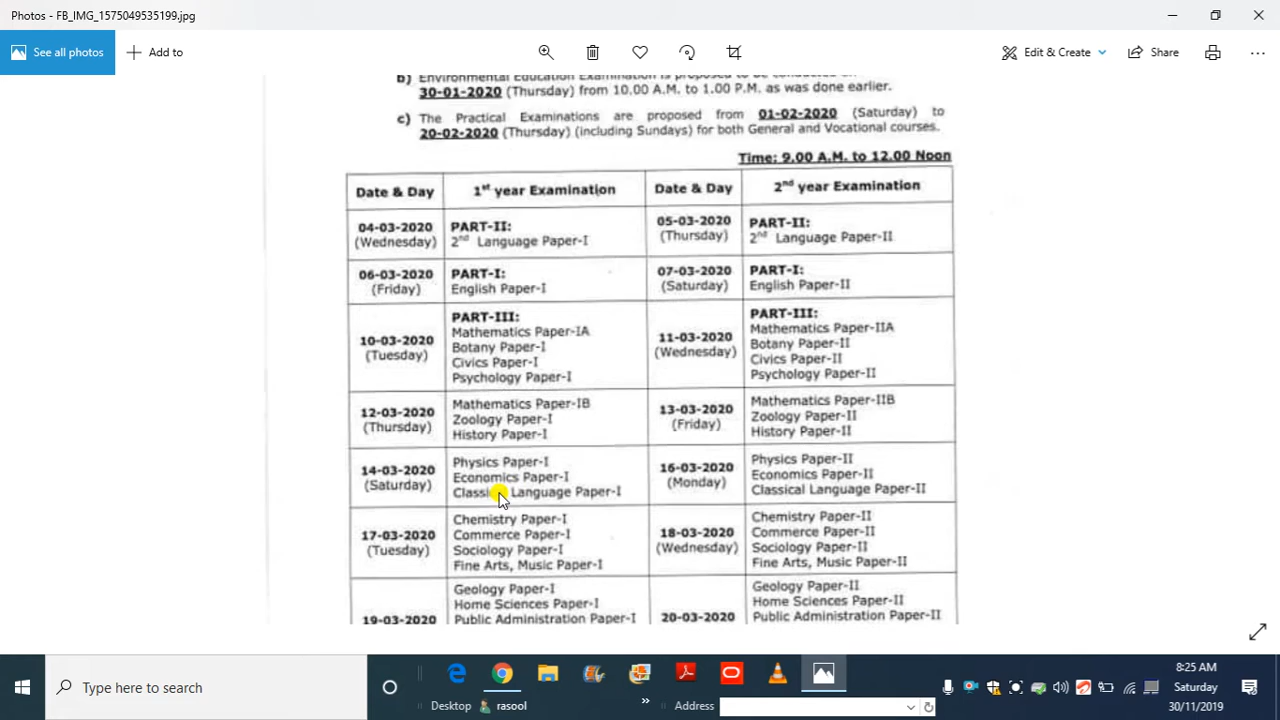 Photos - FB_IMG_1575049535199.jpg
See all photos
Add to
Edit & Create
Share
b) Environmental Education Examination is proposed to be conducted on
30-01-2020 (Thursday) from 10.00 A.M. to 1.00 P.M. as was done earlier.
c) The Practical Examinations are proposed from 01-02-2020 (Saturday) to
20-02-2020 (Thursday) (including Sundays) for both General and Vocational courses.
Time: 9.00 A.M. to 12.00 Noon
Date & Day 1st year Examination Date & Day 2nd year Examination
04-03-2020
(Wednesday)
PART-II:
2nd Language Paper-I
05-03-2020
(Thursday)
PART-II:
2nd Language Paper-II
06-03-2020
(Friday)
PART-I:
English Paper-I
07-03-2020
(Saturday)
PART-I:
English Paper-II
10-03-2020
(Tuesday)
PART-III:
Mathematics Paper-IA
Botany Paper-I
Civics Paper-I
Psychology Paper-I
11-03-2020
(Wednesday)
PART-III:
Mathematics Paper-IIA
Botany Paper-II
Civics Paper-II
Psychology Paper-II
12-03-2020
(Thursday)
Mathematics Paper-IB
Zoology Paper-I
History Paper-I
13-03-2020
(Friday)
Mathematics Paper-IIB
Zoology Paper-II
History Paper-II
14-03-2020
(Saturday)
Physics Paper-I
Economics Paper-I
Classical Language Paper-I
16-03-2020
(Monday)
Physics Paper-II
Economics Paper-II
Classical Language Paper-II
17-03-2020
(Tuesday)
Chemistry Paper-I
Commerce Paper-I
Sociology Paper-I
Fine Arts, Music Paper-I
18-03-2020
(Wednesday)
Chemistry Paper-II
Commerce Paper-II
Sociology Paper-II
Fine Arts, Music Paper-II
19-03-2020
Geology Paper-I
Home Sciences Paper-I
Public Administration Paper-I
20-03-2020
Geology Paper-II
Home Sciences Paper-II
Public Administration Paper-II
Type here to search
Desktop
rasool
»
Address
8:25 AM
Saturday
30/11/2019